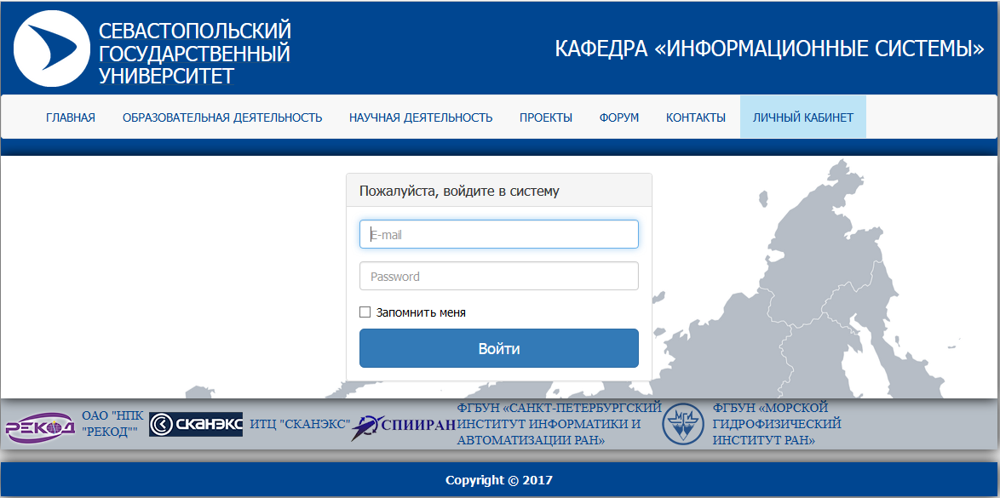 СЕВАСТОПОЛЬСКИЙ
ГОСУДАРСТВЕННЫЙ
УНИВЕРСИТЕТ
КАФЕДРА «ИНФОРМАЦИОННЫЕ СИСТЕМЫ»
ГЛАВНАЯ ОБРАЗОВАТЕЛЬНАЯ ДЕЯТЕЛЬНОСТЬ НАУЧНАЯ ДЕЯТЕЛЬНОСТЬ ПРОЕКТЫ ФОРУМ КОНТАКТЫ ЛИЧНЫЙ КАБИНЕТ
Пожалуйста, войдите в систему
E-mail
Password
Запомнить меня
Войти
РЕКОД
ОАО "НПК
"РЕКОД""
СКАНЭКС
ИТЦ "СКАНЭКС"
СПИИРАН
ФГБУН «САНКТ-ПЕТЕРБУРГСКИЙ
ИНСТИТУТ ИНФОРМАТИКИ И
АВТОМАТИЗАЦИИ РАН»
МГИ
ФГБУН «МОРСКОЙ
ГИДРОФИЗИЧЕСКИЙ
ИНСТИТУТ РАН»
Copyright © 2017